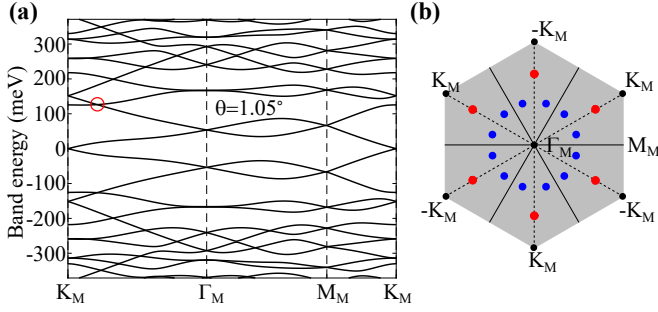 (a)
Band energy (meV)
300
200
100
0
-100
-200
-300
θ=1.05°
K_M Γ_M M_M K_M
(b)
-K_M
K_M K_M
Γ_M M_M
-K_M -K_M
K_M